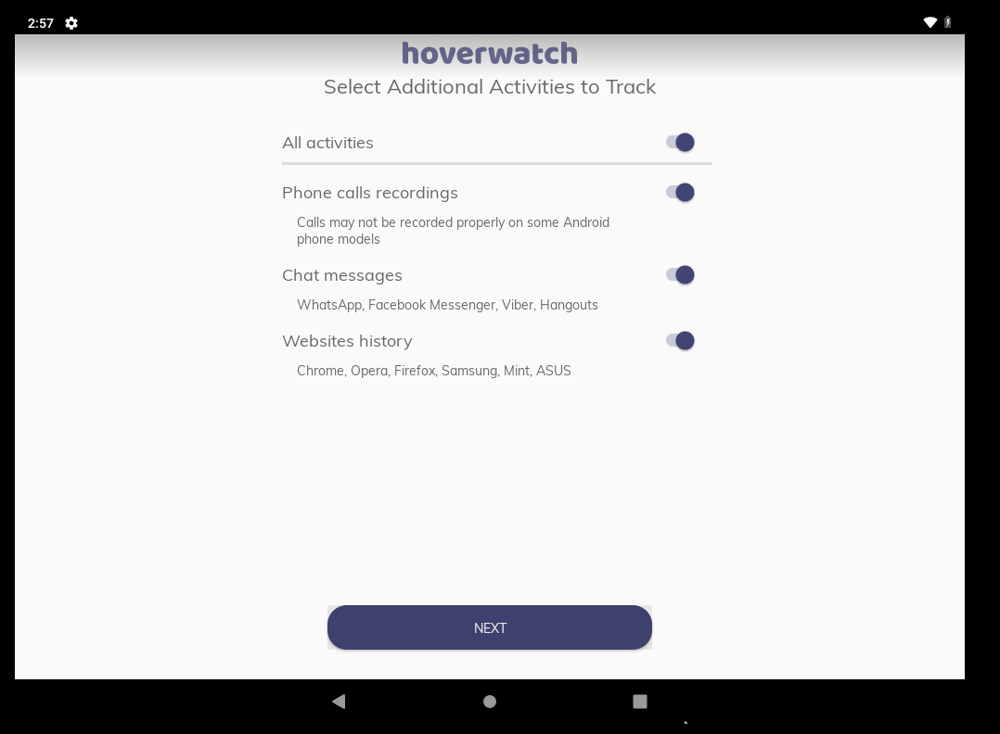 2:57
hoverwatch
Select Additional Activities to Track
All activities
Phone calls recordings
Calls may not be recorded properly on some Android
phone models
Chat messages
WhatsApp, Facebook Messenger, Viber, Hangouts
Websites history
Chrome, Opera, Firefox, Samsung, Mint, ASUS
NEXT